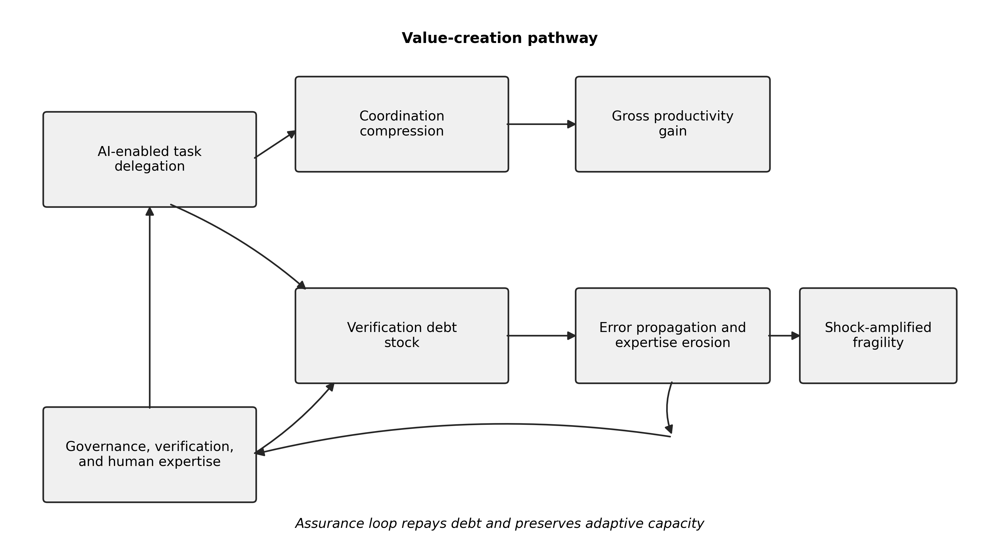 Value-creation pathway
Coordination
compression
Gross productivity
gain
AI-enabled task
delegation
Verification debt
stock
Error propagation and
expertise erosion
Shock-amplified
fragility
Governance, verification,
and human expertise
Assurance loop repays debt and preserves adaptive capacity